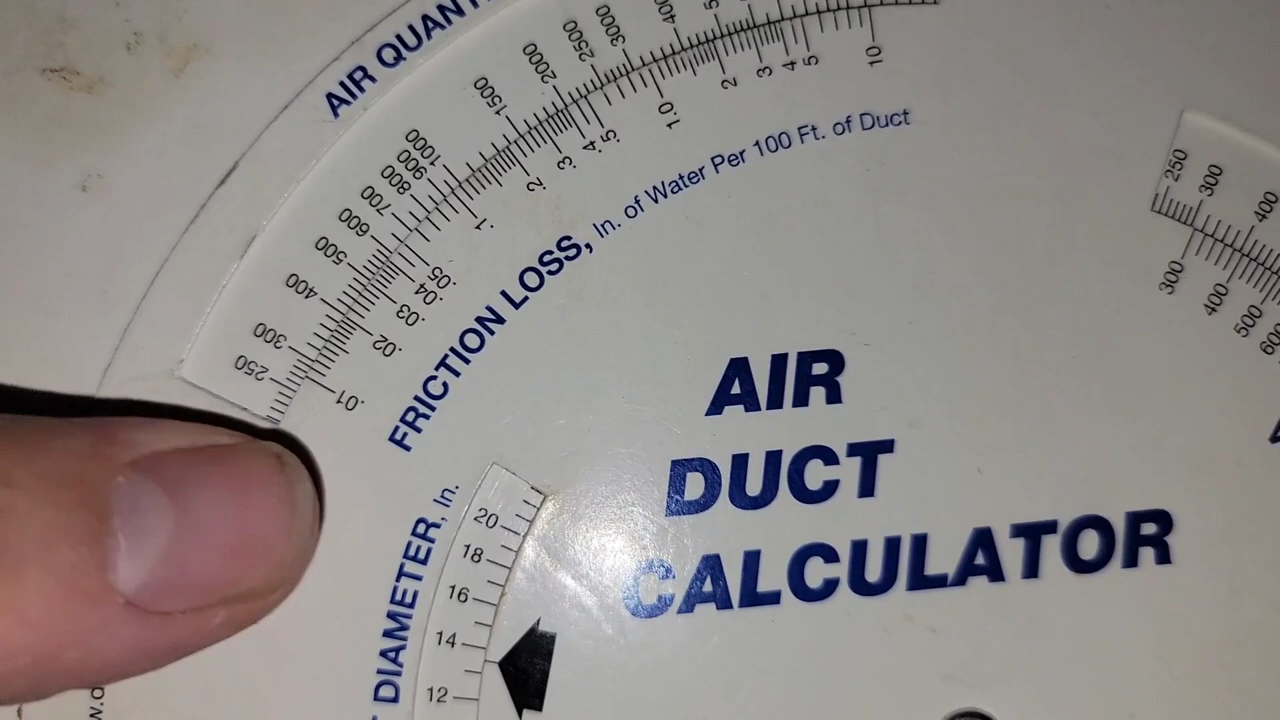 AIR
250 300 400 500 600 700 800 900 1000 1500 2000 2500 3000
.01 .02 .03 .04 .05 .1 .2 .3 .4 .5 1.0 2 3 4 5 10
FRICTION LOSS, In. of Water Per 100 Ft. of Duct
250 300 400
300 400 500
AIR
DUCT
CALCULATOR
DIAMETER, In.
20
18
16
14
12